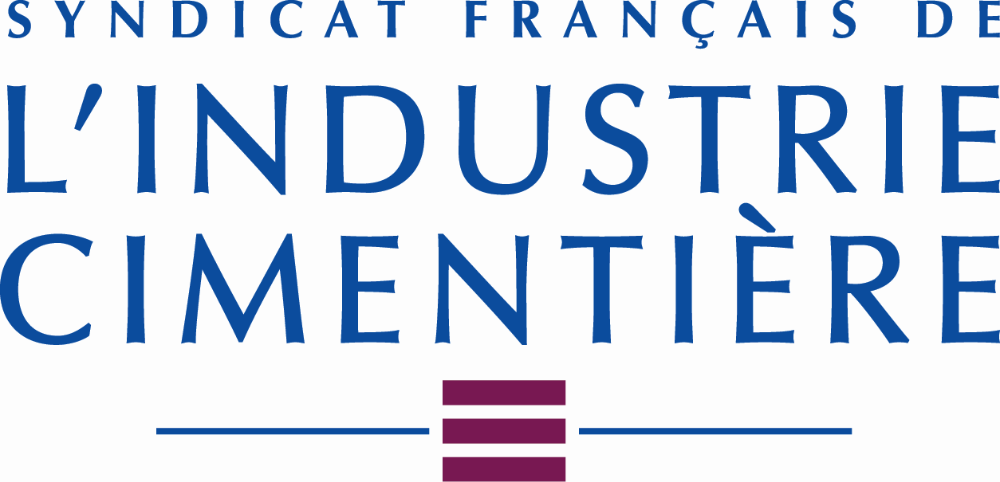 SYNDICAT FRANÇAIS DE
L’INDUSTRIE
CIMENTIÈRE